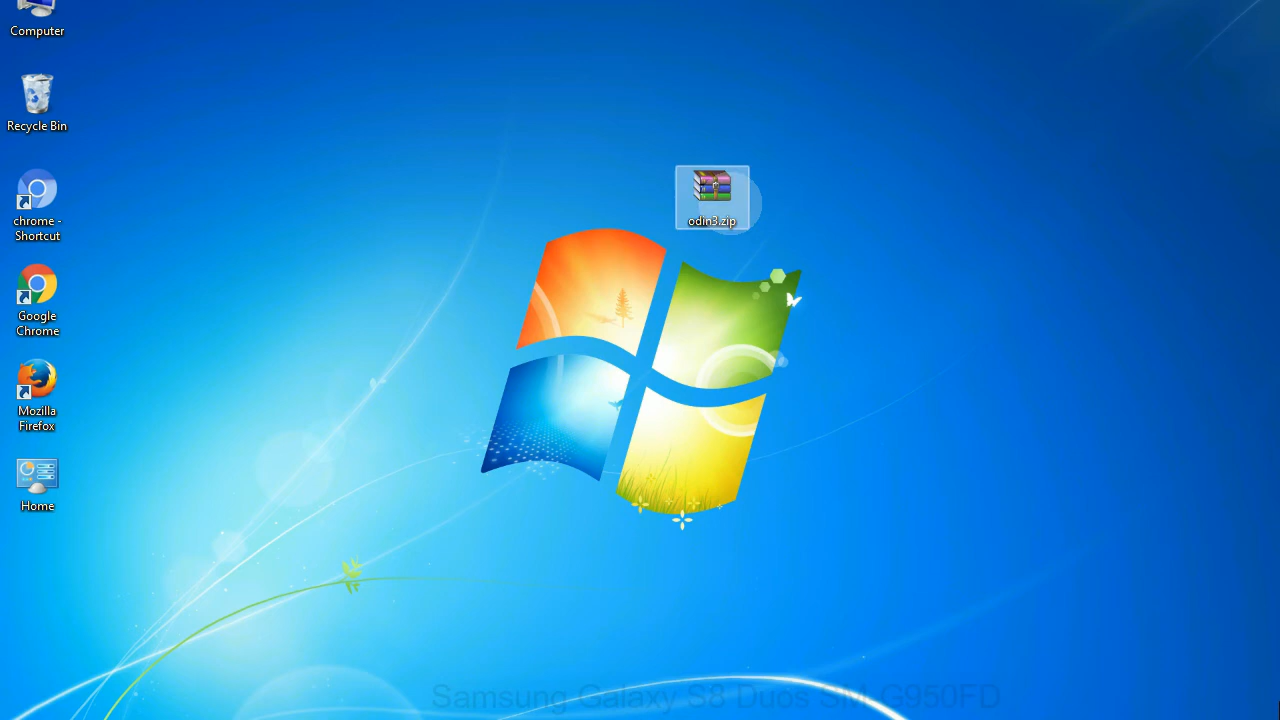 Computer
Recycle Bin
chrome -
Shortcut
Google
Chrome
Mozilla
Firefox
Home
odin3.zip
Samsung Galaxy S8 Duos SM-G950FD